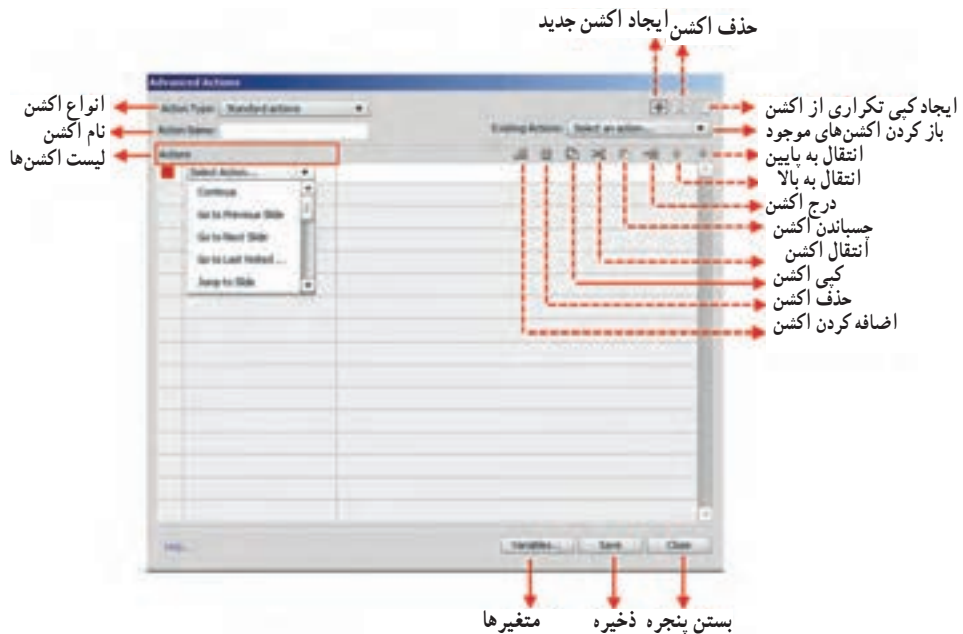 حذف اکشن
ایجاد اکشن جدید
Advanced Actions
انواع اکشن
Action Type: Standard actions
ایجاد کپی تکراری از اکشن
نام اکشن
Action Name:
Existing Actions: Select an action...
باز کردن اکشن‌های موجود
لیست اکشن‌ها
Actions
انتقال به پایین
Select Action...
انتقال به بالا
Continue
درج اکشن
Go to Previous Slide
چسباندن اکشن
Go to Next Slide
انتقال اکشن
Go to Last Visited ...
کپی اکشن
Jump to Slide
حذف اکشن
اضافه کردن اکشن
Help...
Variables...
Save
Close
متغیرها
ذخیره
بستن پنجره